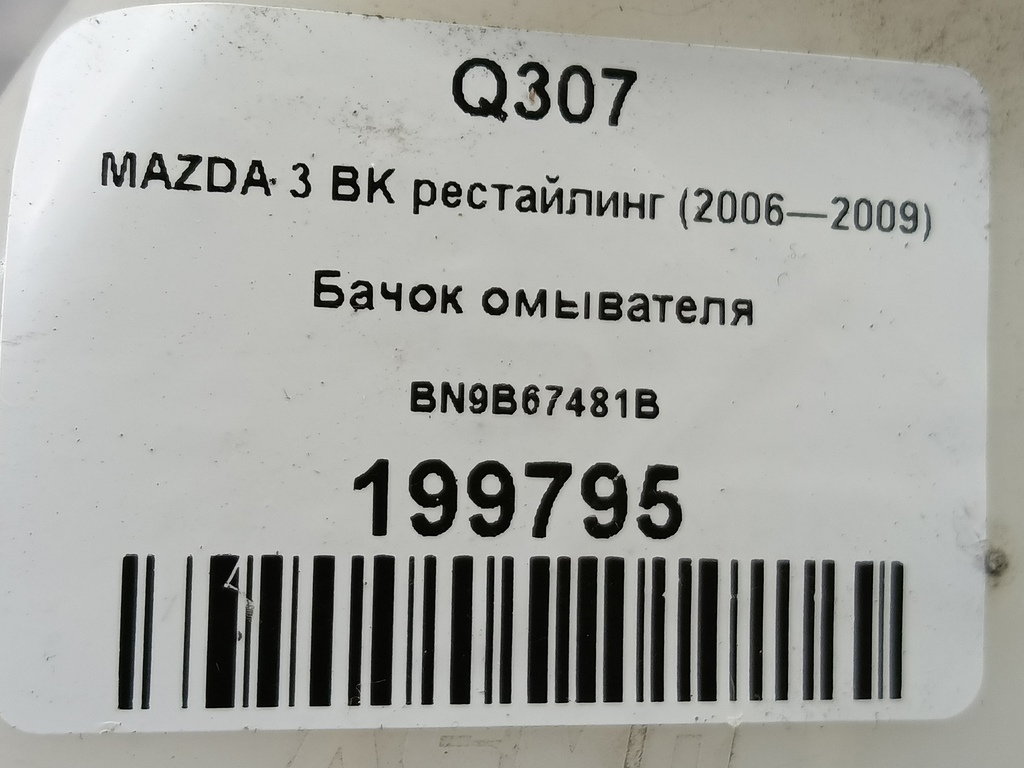 Q307
MAZDA 3 BK рестайлинг (2006—2009)
Бачок омывателя
BN9B67481B
199795